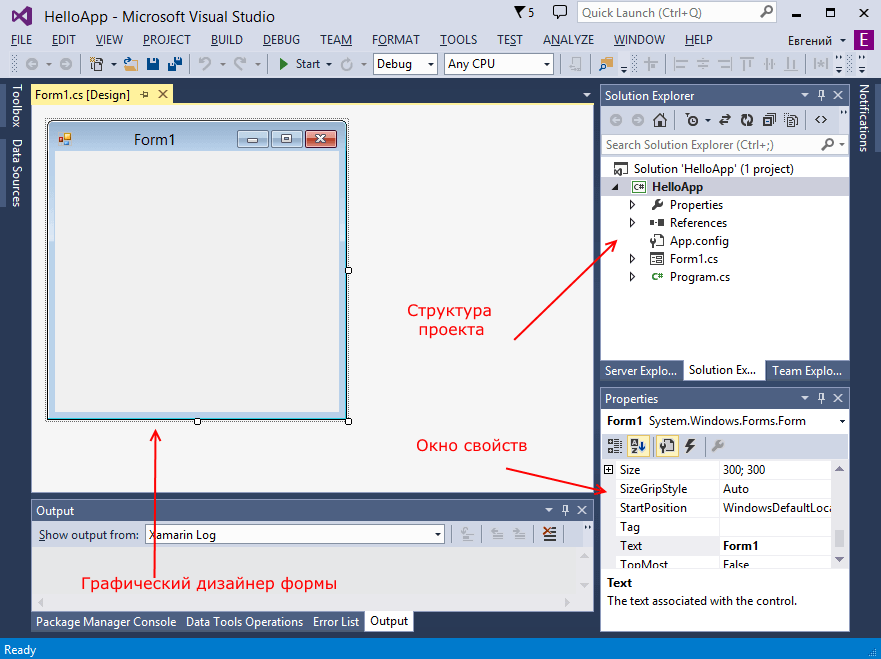 HelloApp - Microsoft Visual Studio
5
Quick Launch (Ctrl+Q)
FILE EDIT VIEW PROJECT BUILD DEBUG TEAM FORMAT TOOLS TEST ANALYZE WINDOW HELP
Евгений E
Start Debug Any CPU
Toolbox
Data Sources
Form1.cs [Design]
Form1
Структура
проекта
Окно свойств
Графический дизайнер формы
Output
Show output from: Xamarin Log
Package Manager Console Data Tools Operations Error List Output
Solution Explorer
Search Solution Explorer (Ctrl+;)
Solution 'HelloApp' (1 project)
C# HelloApp
Properties
References
App.config
Form1.cs
C# Program.cs
Server Explo... Solution Ex... Team Explo...
Properties
Form1 System.Windows.Forms.Form
Size 300; 300
SizeGripStyle Auto
StartPosition WindowsDefaultLoca
Tag
Text Form1
TopMost False
Text
The text associated with the control.
Notifications
Ready